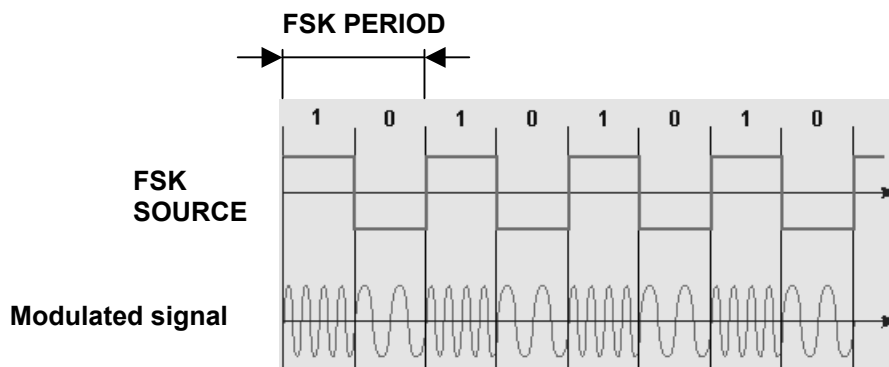 FSK PERIOD
1 0 1 0 1 0 1 0
FSK
SOURCE
Modulated signal